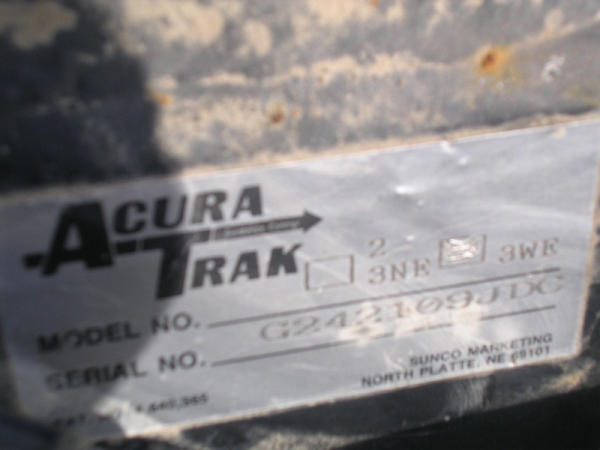 ACURA
TRAK
2
3NE 3WE
MODEL NO. G242109JDC
SERIAL NO.
SUNCO MARKETING
NORTH PLATTE, NE 69101